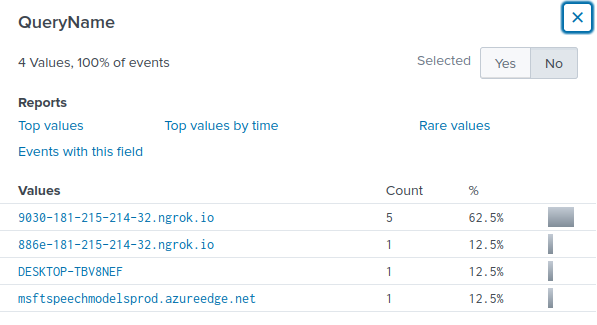 QueryName
4 Values, 100% of events
Selected Yes No
Reports
Top values Top values by time Rare values
Events with this field
Values Count %
9030-181-215-214-32.ngrok.io 5 62.5%
886e-181-215-214-32.ngrok.io 1 12.5%
DESKTOP-TBV8NEF 1 12.5%
msftspeechmodelsprod.azureedge.net 1 12.5%